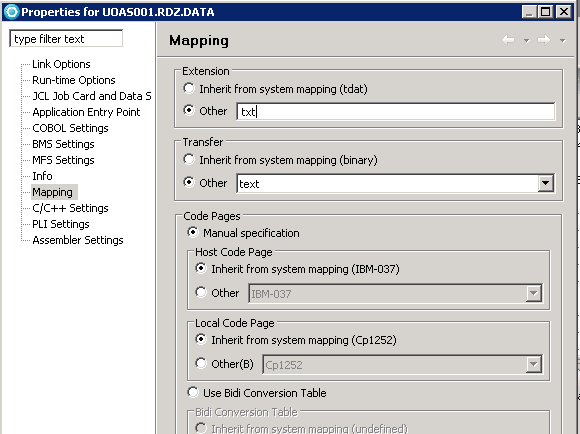 Properties for UOAS001.RDZ.DATA
type filter text
Link Options
Run-time Options
JCL Job Card and Data S
Application Entry Point
COBOL Settings
BMS Settings
MFS Settings
Info
Mapping
C/C++ Settings
PLI Settings
Assembler Settings
Mapping
Extension
Inherit from system mapping (tdat)
Other txt
Transfer
Inherit from system mapping (binary)
Other text
Code Pages
Manual specification
Host Code Page
Inherit from system mapping (IBM-037)
Other IBM-037
Local Code Page
Inherit from system mapping (Cp1252)
Other(B) Cp1252
Use Bidi Conversion Table
Bidi Conversion Table
Inherit from system mapping (undefined)